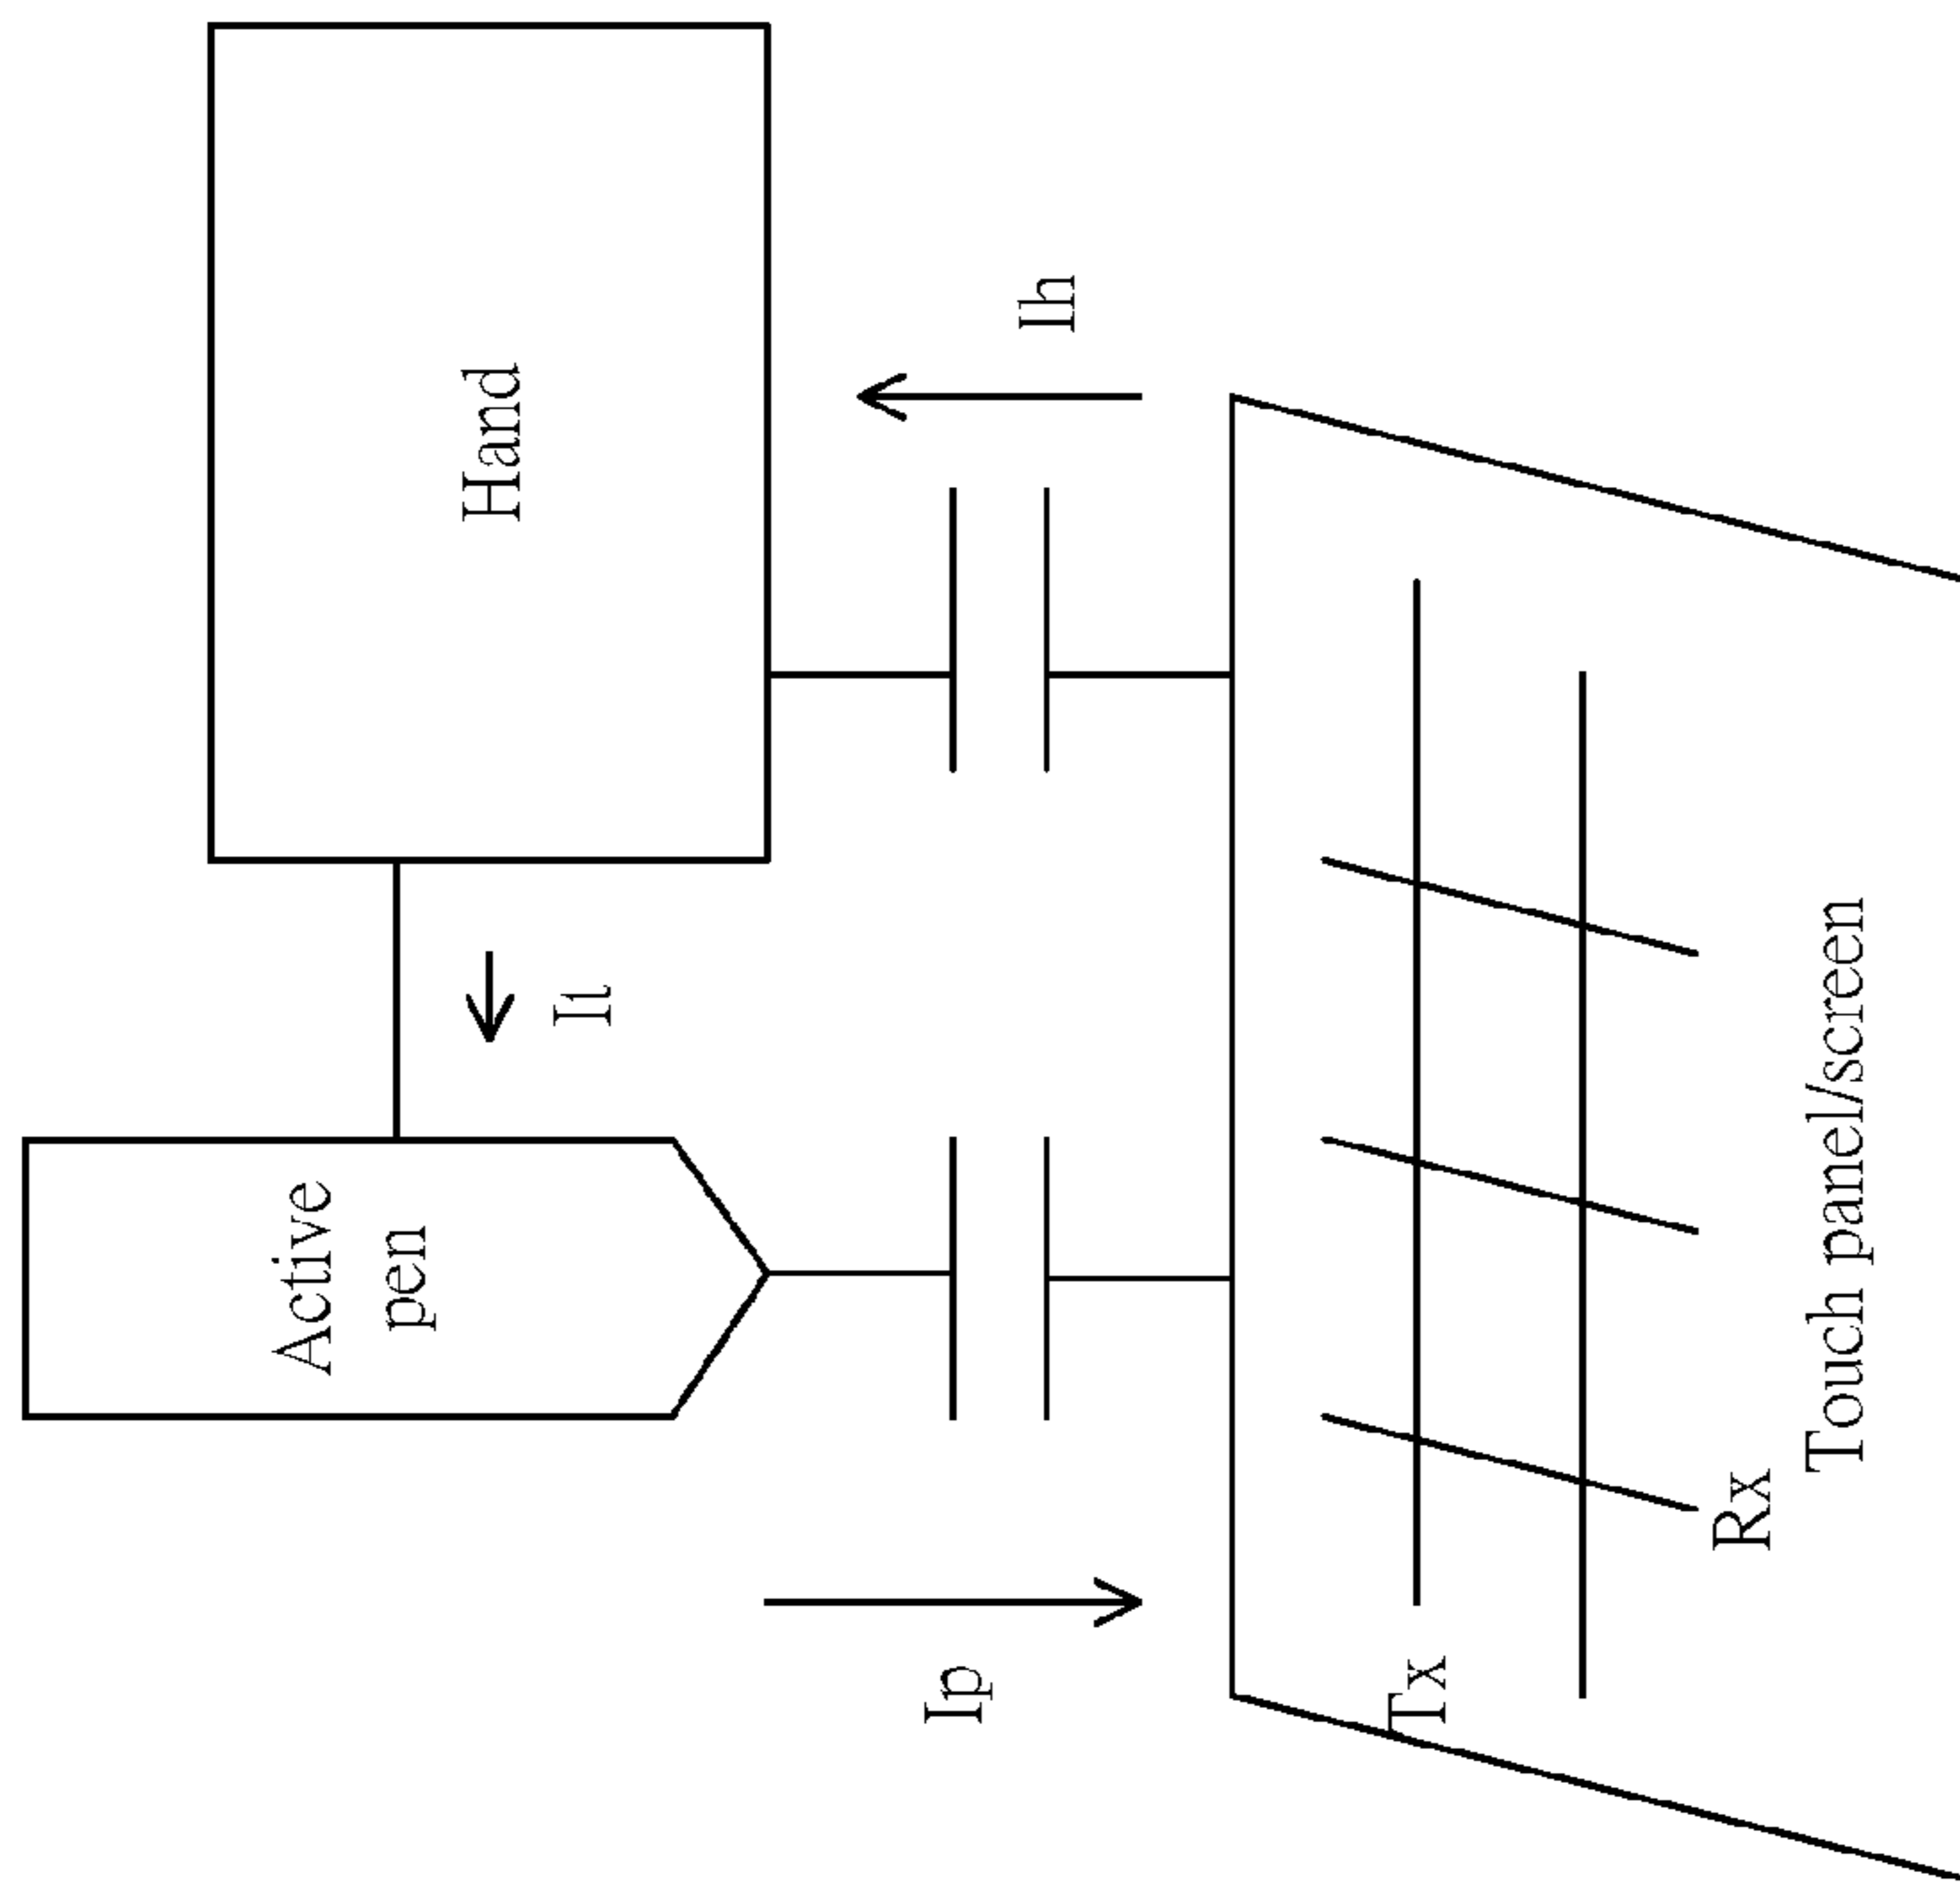 Active
pen
Hand
It
Ip
Ih
Tx
Rx
Touch panel/screen